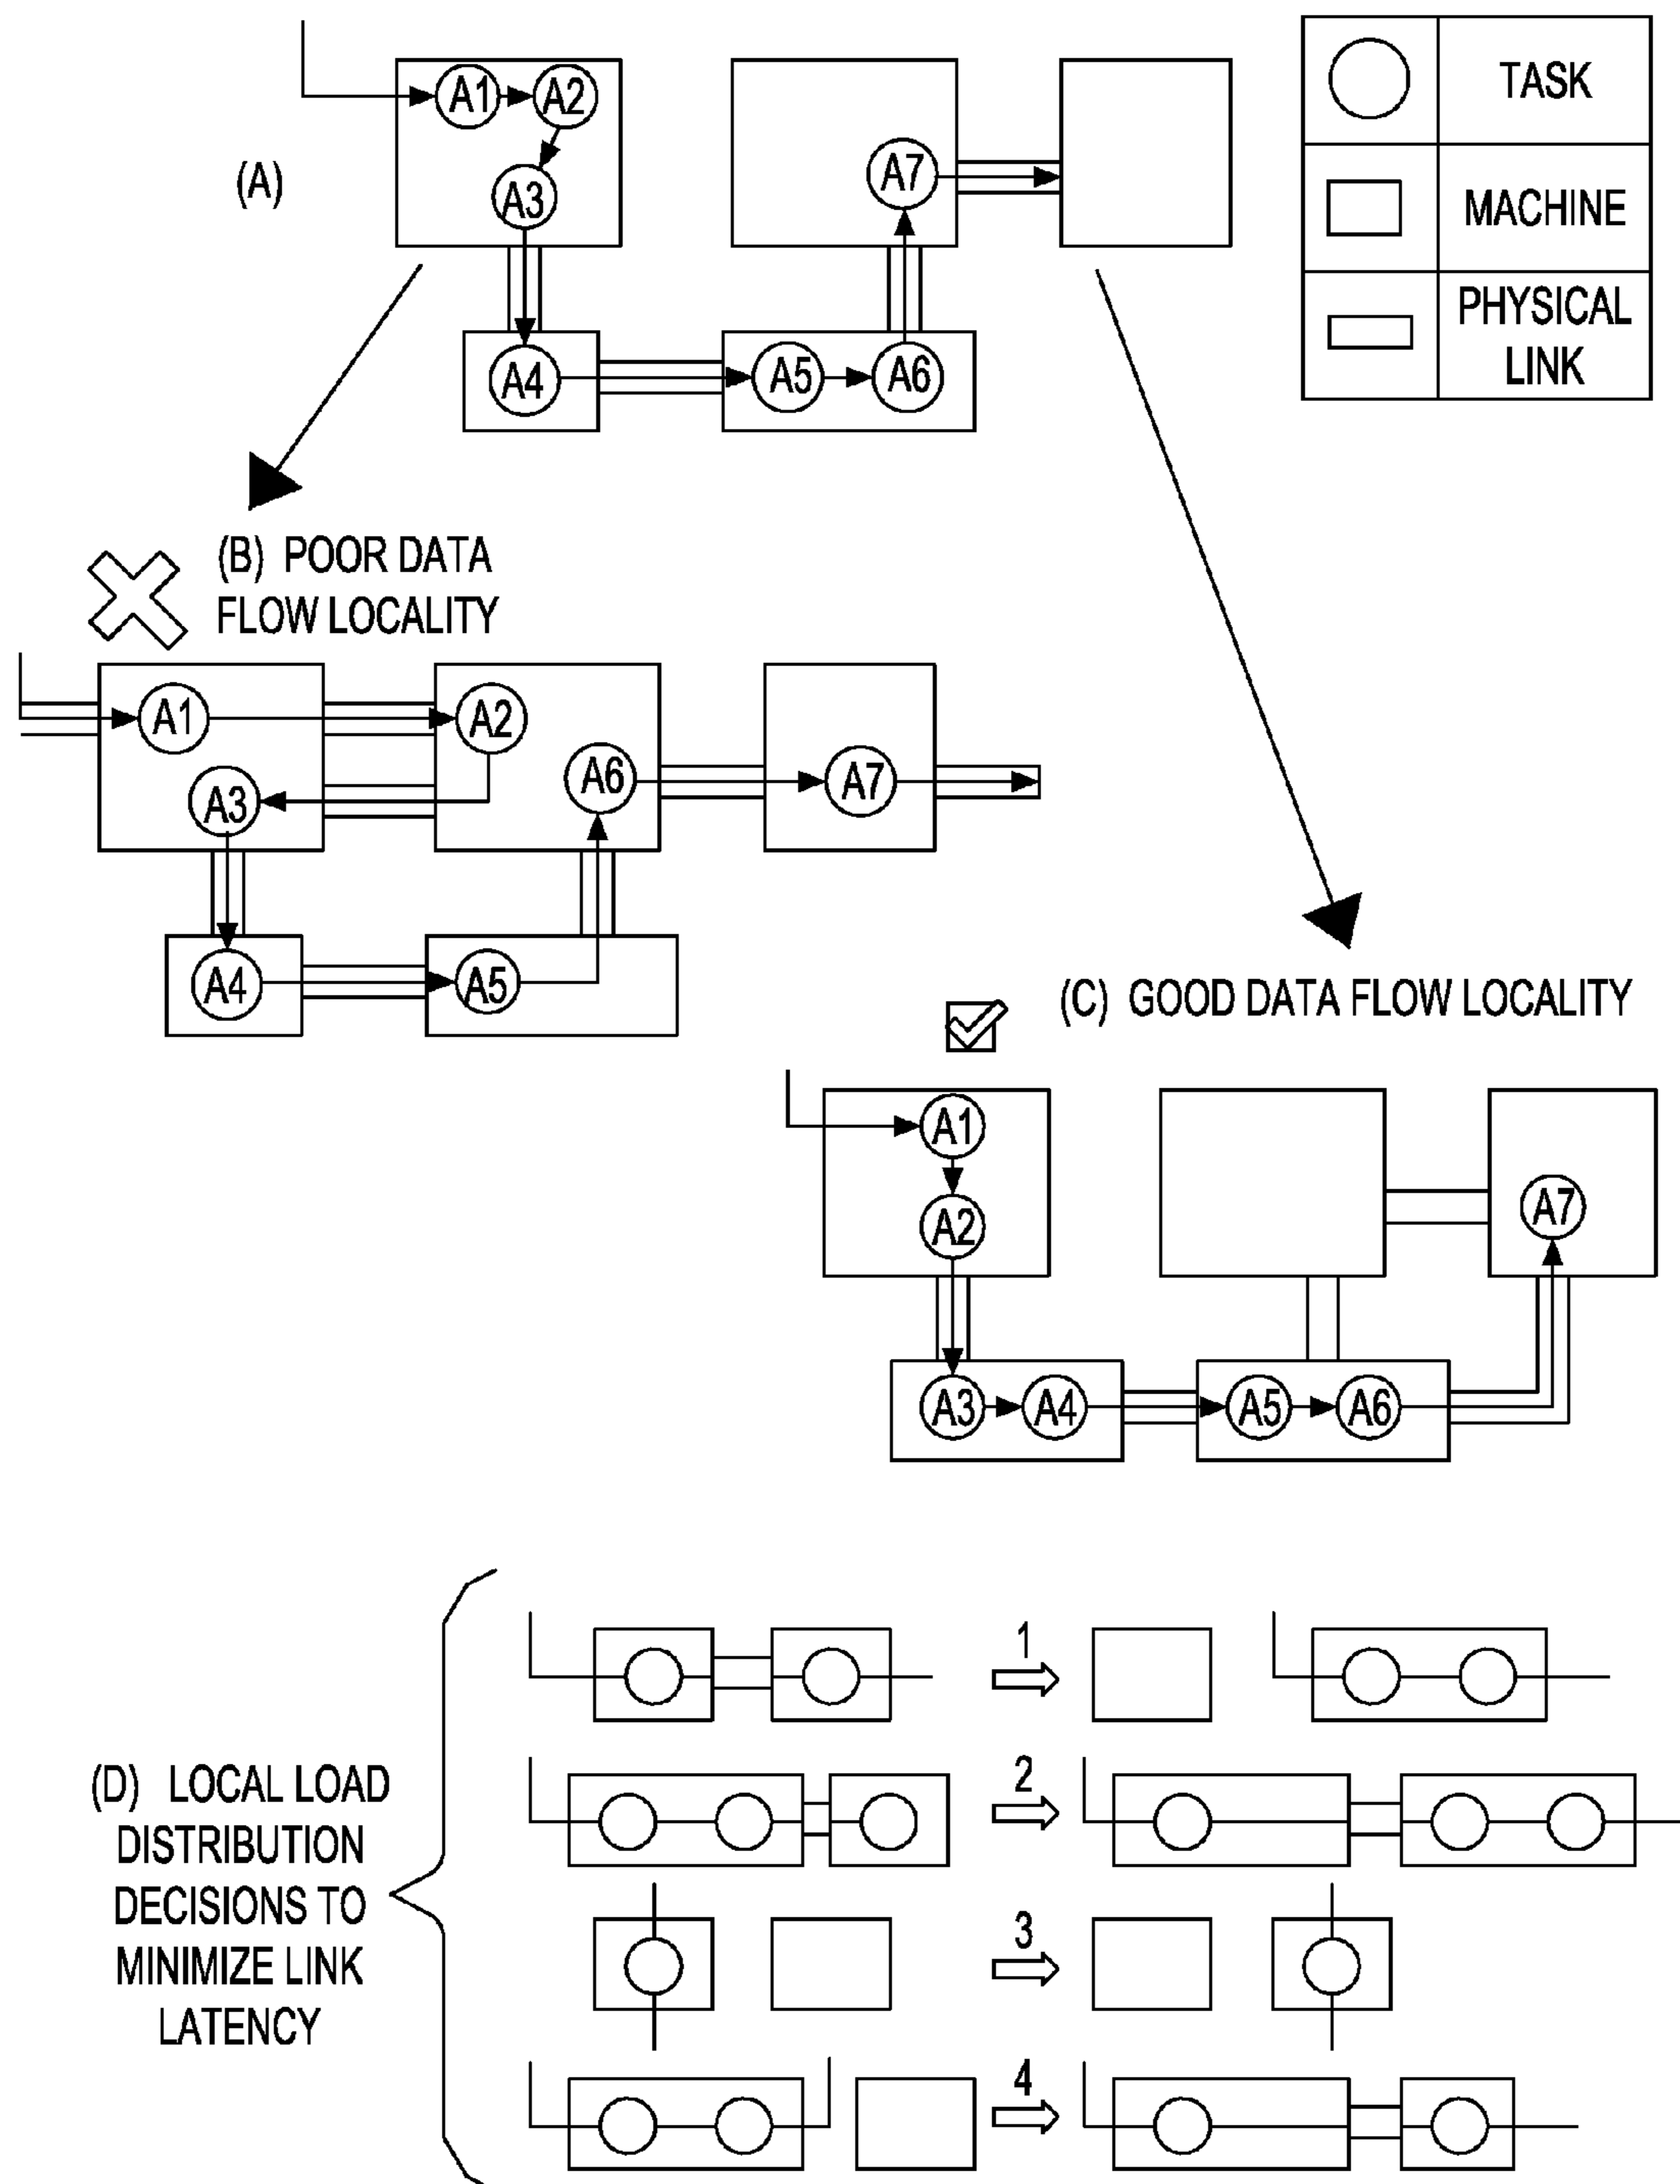 TASK
MACHINE
PHYSICAL
LINK
(A)
A1
A2
A3
A4
A5
A6
A7
(B) POOR DATA
FLOW LOCALITY
A1
A2
A3
A6
A7
A4
A5
(C) GOOD DATA FLOW LOCALITY
A1
A2
A7
A3
A4
A5
A6
(D) LOCAL LOAD
DISTRIBUTION
DECISIONS TO
MINIMIZE LINK
LATENCY
1
2
3
4